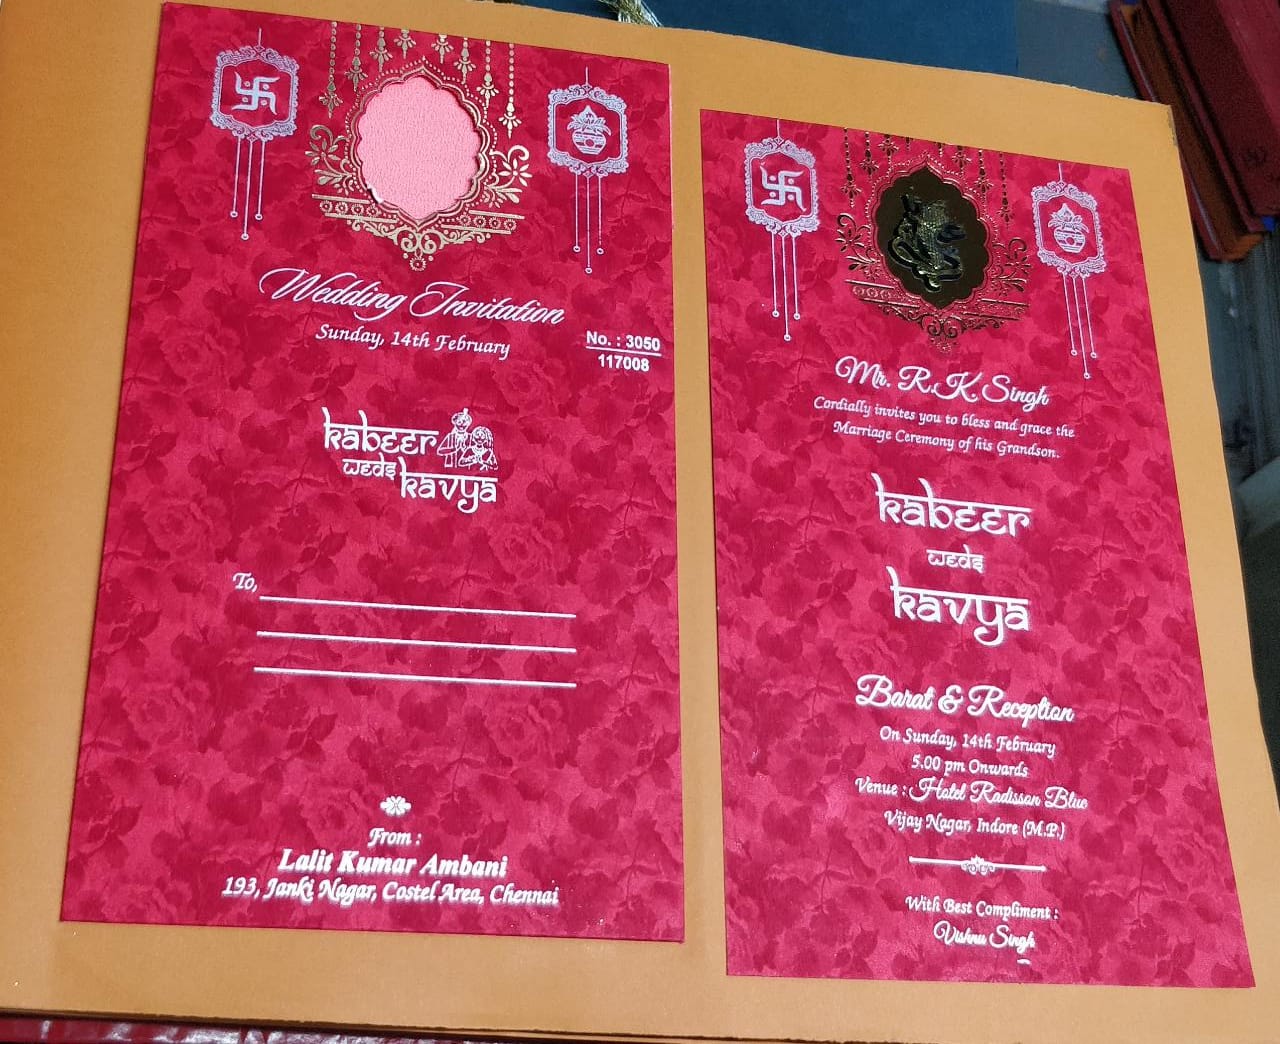 Wedding Invitation
Sunday, 14th February
No. : 3050
117008
kabeer
weds
kavya
To,
From :
Lalit Kumar Ambani
193, Janki Nagar, Costel Area, Chennai
Mr. R.K.Singh
Cordially invites you to bless and grace the
Marriage Ceremony of his Grandson.
kabeer
weds
kavya
Barat & Reception
On Sunday, 14th February
5.00 pm Onwards
Venue : Hotel Radisson Blue
Vijay Nagar, Indore (M.P.)
With Best Compliment :
Vishnu Singh